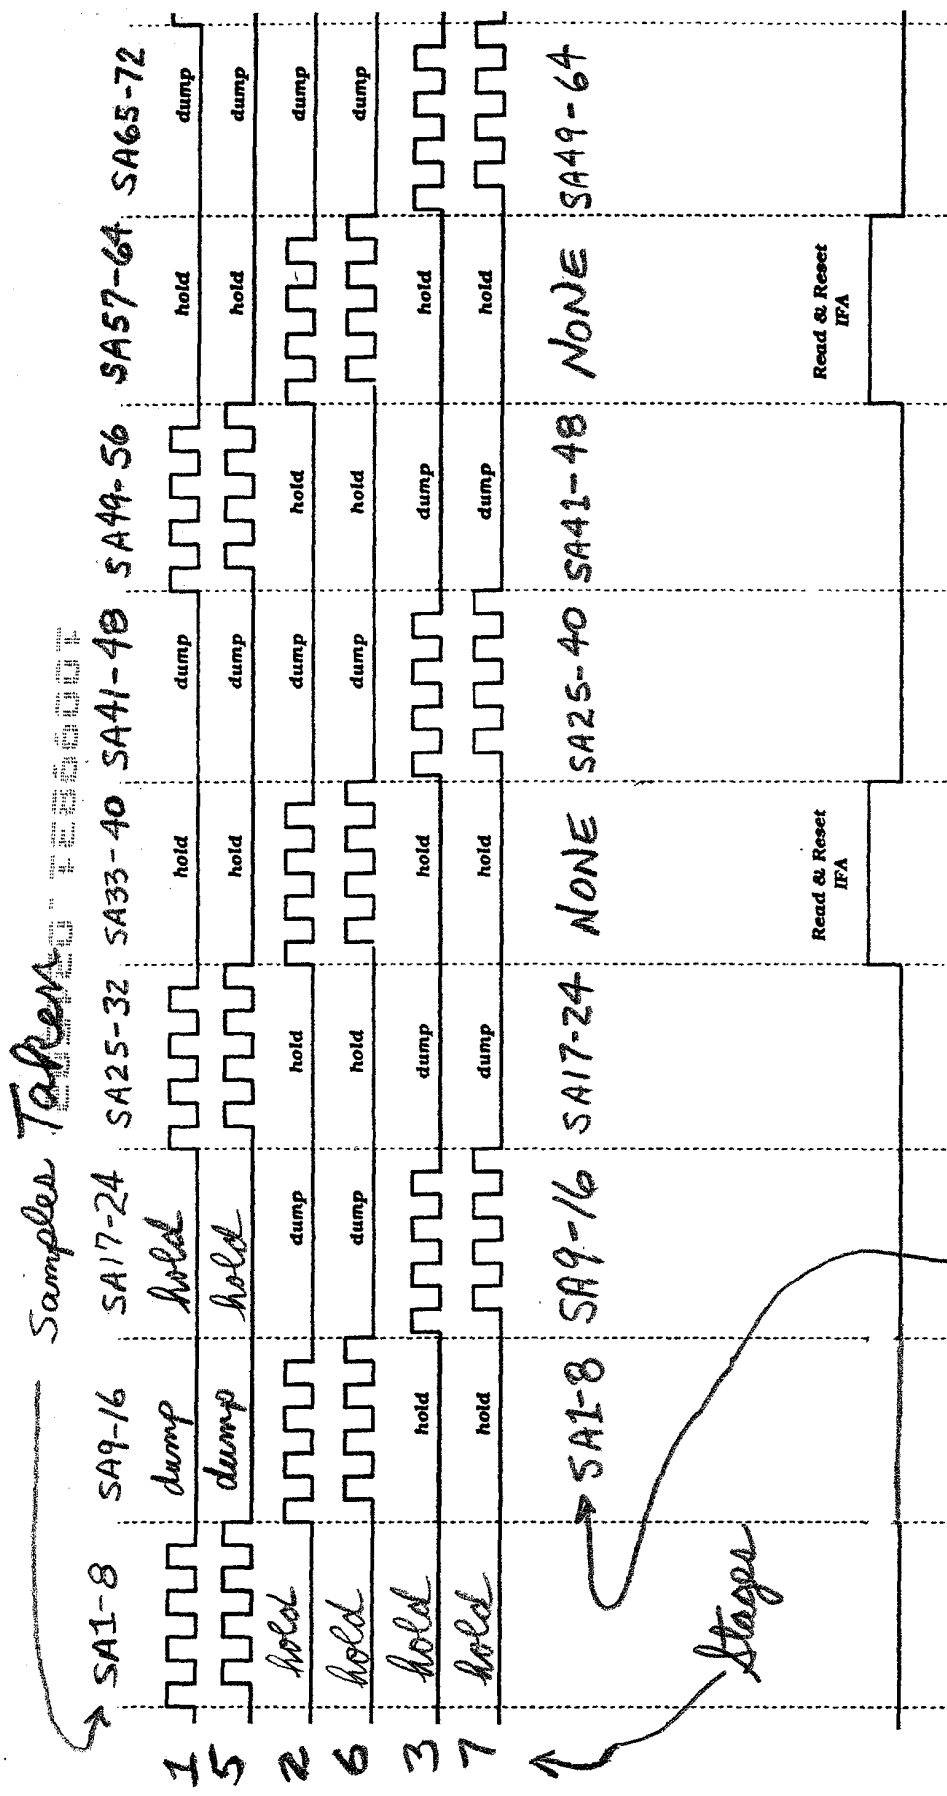 Samples Taken
SA1-8 SA9-16 SA17-24 SA25-32 SA33-40 SA41-48 SA49-56 SA57-64 SA65-72
1 dump hold hold dump hold dump
5 dump hold hold dump hold dump
2 hold dump hold dump hold dump
6 hold dump hold dump hold dump
3 hold hold dump hold dump hold
7 hold hold dump hold dump hold
SA1-8 SA9-16 SA17-24 NONE SA25-40 SA41-48 NONE SA49-64
Stages
Read & Reset Read & Reset
IFA IFA